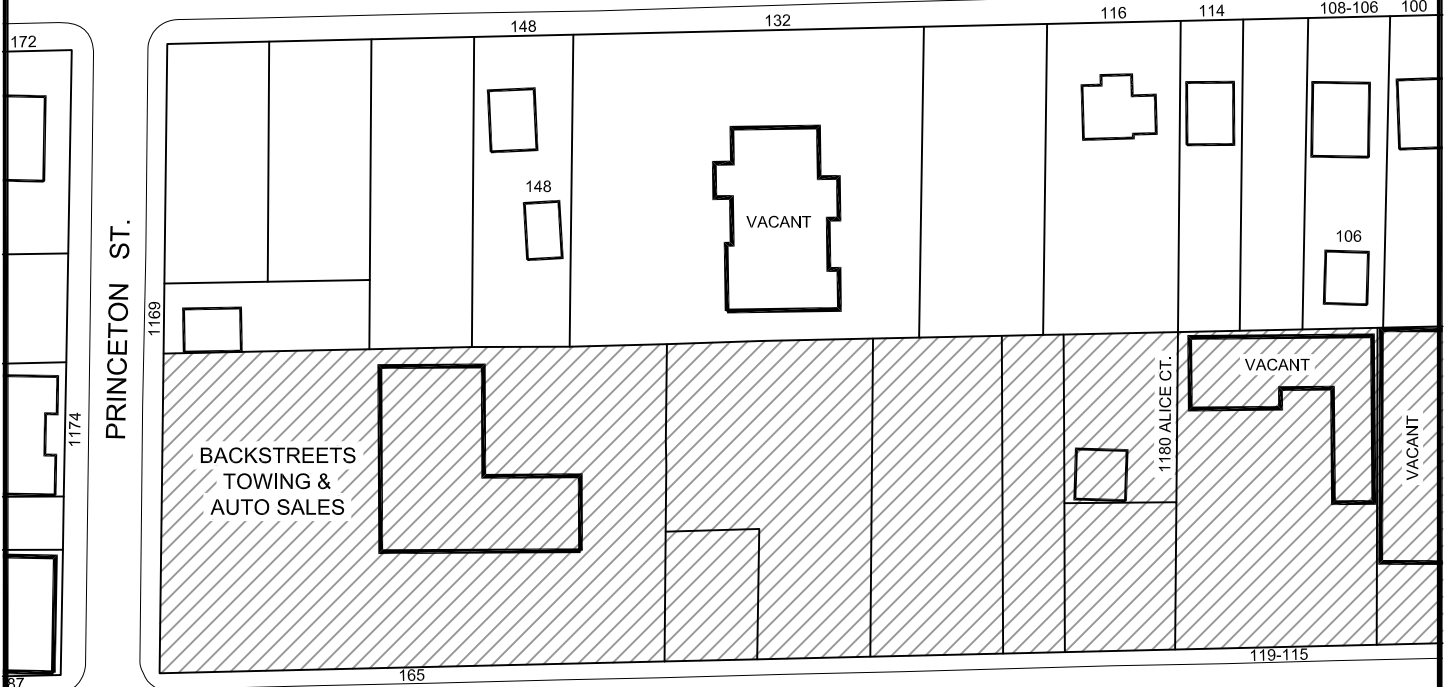 172
148
132
116
114
108-106
100
148
VACANT
106
PRINCETON ST.
1169
1174
BACKSTREETS
TOWING &
AUTO SALES
1180 ALICE CT.
VACANT
VACANT
165
119-115
87